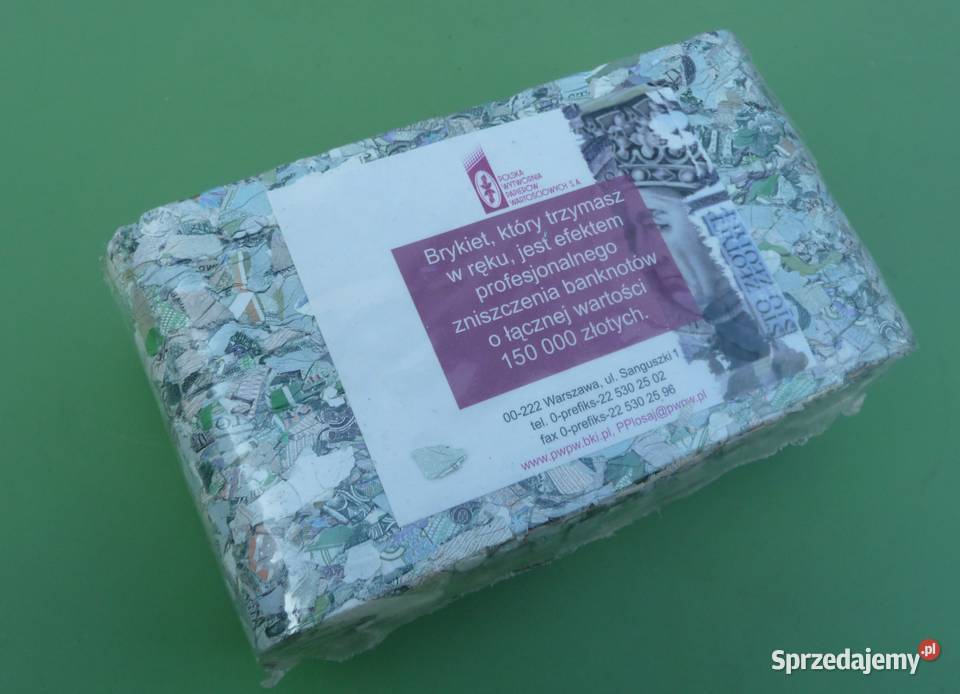 POLSKA
WYTWÓRNIA
PAPIERÓW
WARTOŚCIOWYCH S.A.
Brykiet, który trzymasz
w ręku, jest efektem
profesjonalnego
zniszczenia banknotów
o łącznej wartości
150 000 złotych.
00-222 Warszawa, ul. Sanguszki 1
tel. 0-prefiks-22 530 25 02
fax 0-prefiks-22 530 25 96
www.pwpw.bki.pl, PPlosaj@pwpw.pl
Sprzedajemy.pl